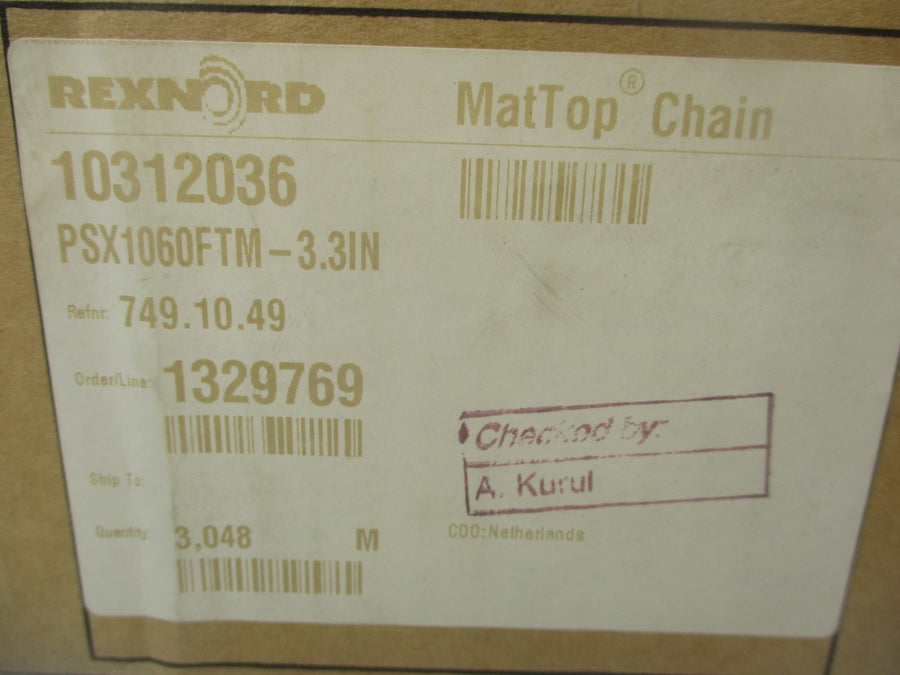 REXNORD
MatTop® Chain
10312036
PSX1060FTM-3.3IN
Refnr: 749.10.49
Order/Line: 1329769
Checked by:
A. Kurul
Ship To:
Quantity: 3,048 M
COO:Netherlands